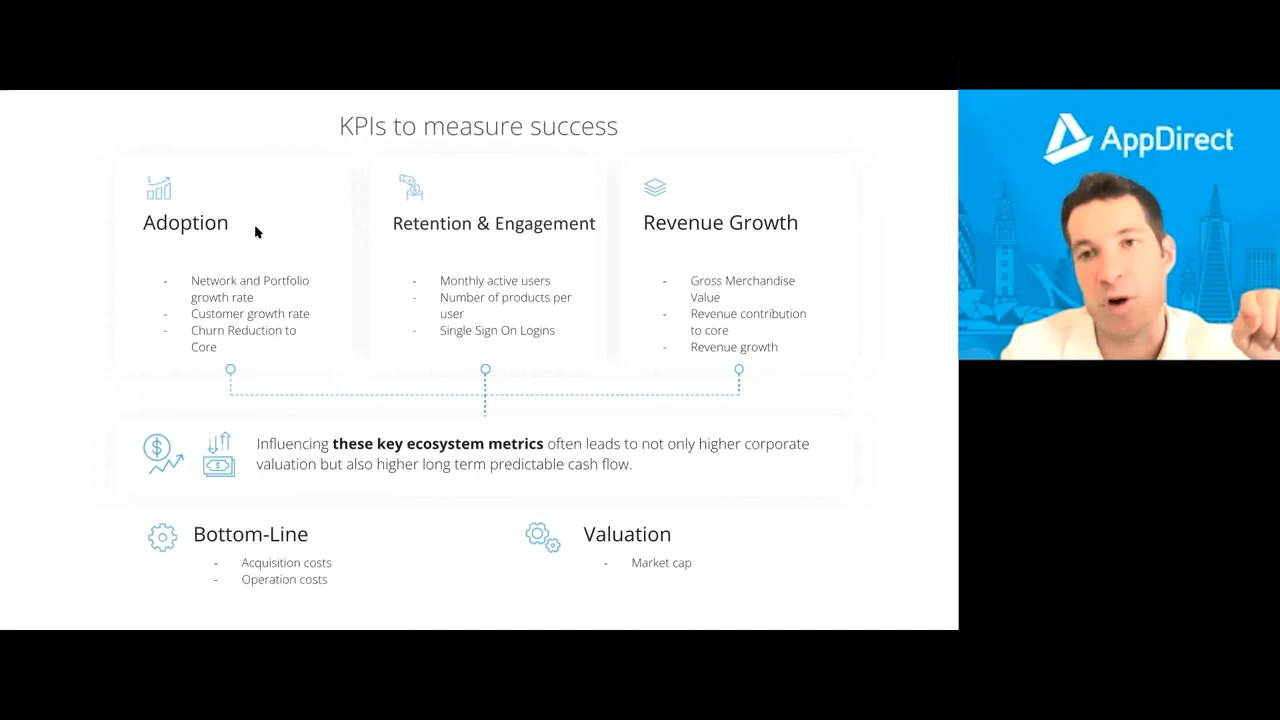 KPIs to measure success
AppDirect
Adoption
- Network and Portfolio
growth rate
- Customer growth rate
- Churn Reduction to
Core
Retention & Engagement
- Monthly active users
- Number of products per
user
- Single Sign On Logins
Revenue Growth
- Gross Merchandise
Value
- Revenue contribution
to core
- Revenue growth
Influencing these key ecosystem metrics often leads to not only higher corporate
valuation but also higher long term predictable cash flow.
Bottom-Line
- Acquisition costs
- Operation costs
Valuation
- Market cap